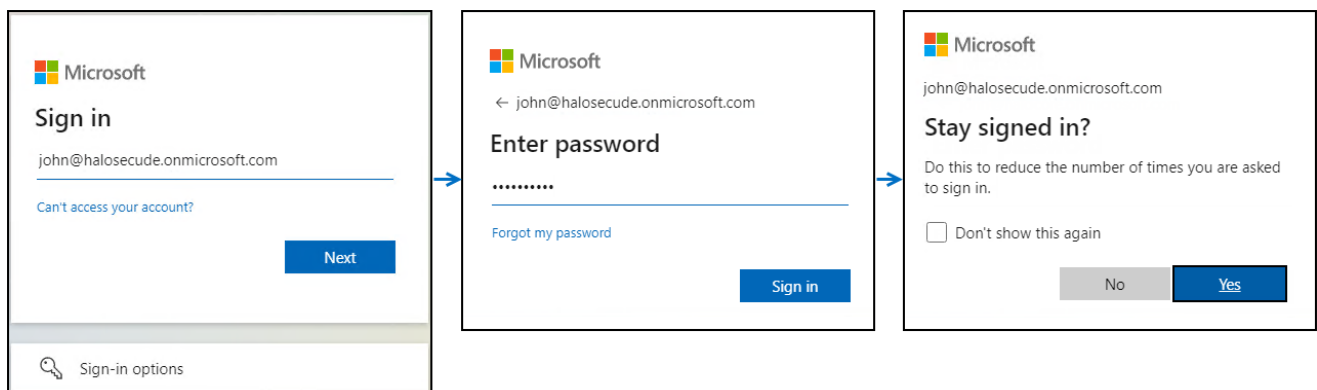 Microsoft
Sign in
john@halosecude.onmicrosoft.com
Can't access your account?
Next
Sign-in options
Microsoft
← john@halosecude.onmicrosoft.com
Enter password
••••••••••
Forgot my password
Sign in
Microsoft
john@halosecude.onmicrosoft.com
Stay signed in?
Do this to reduce the number of times you are asked
to sign in.
Don't show this again
No
Yes